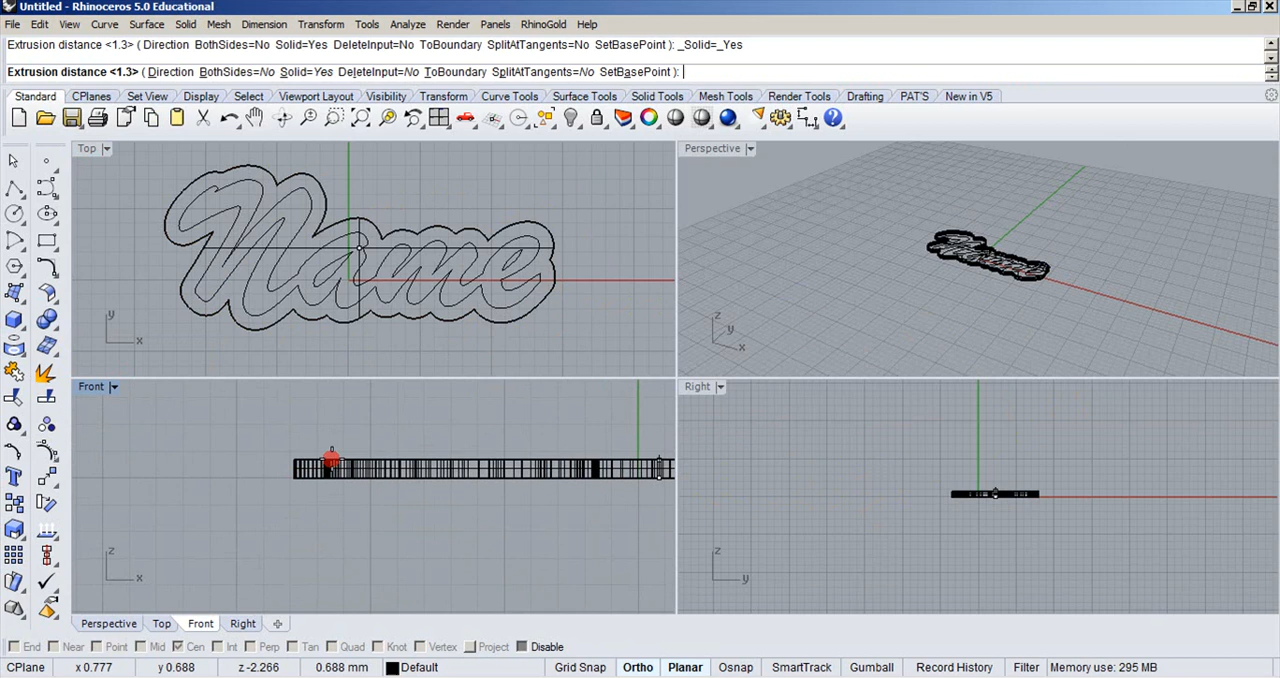 Untitled - Rhinoceros 5.0 Educational
File Edit View Curve Surface Solid Mesh Dimension Transform Tools Analyze Render Panels RhinoGold Help
Extrusion distance <1.3> ( Direction BothSides=No Solid=Yes DeleteInput=No ToBoundary SplitAtTangents=No SetBasePoint ): _Solid=_Yes
Extrusion distance <1.3> ( Direction BothSides=No Solid=Yes DeleteInput=No ToBoundary SplitAtTangents=No SetBasePoint ):
Standard CPlanes Set View Display Select Viewport Layout Visibility Transform Curve Tools Surface Tools Solid Tools Mesh Tools Render Tools Drafting PAT'S New in V5
Top
Perspective
Name
y
x
z
y
x
Front
Right
z
x
z
y
Perspective Top Front Right
End Near Point Mid Cen Int Perp Tan Quad Knot Vertex Project Disable
CPlane x 0.777 y 0.688 z -2.266 0.688 mm Default Grid Snap Ortho Planar Osnap SmartTrack Gumball Record History Filter Memory use: 295 MB